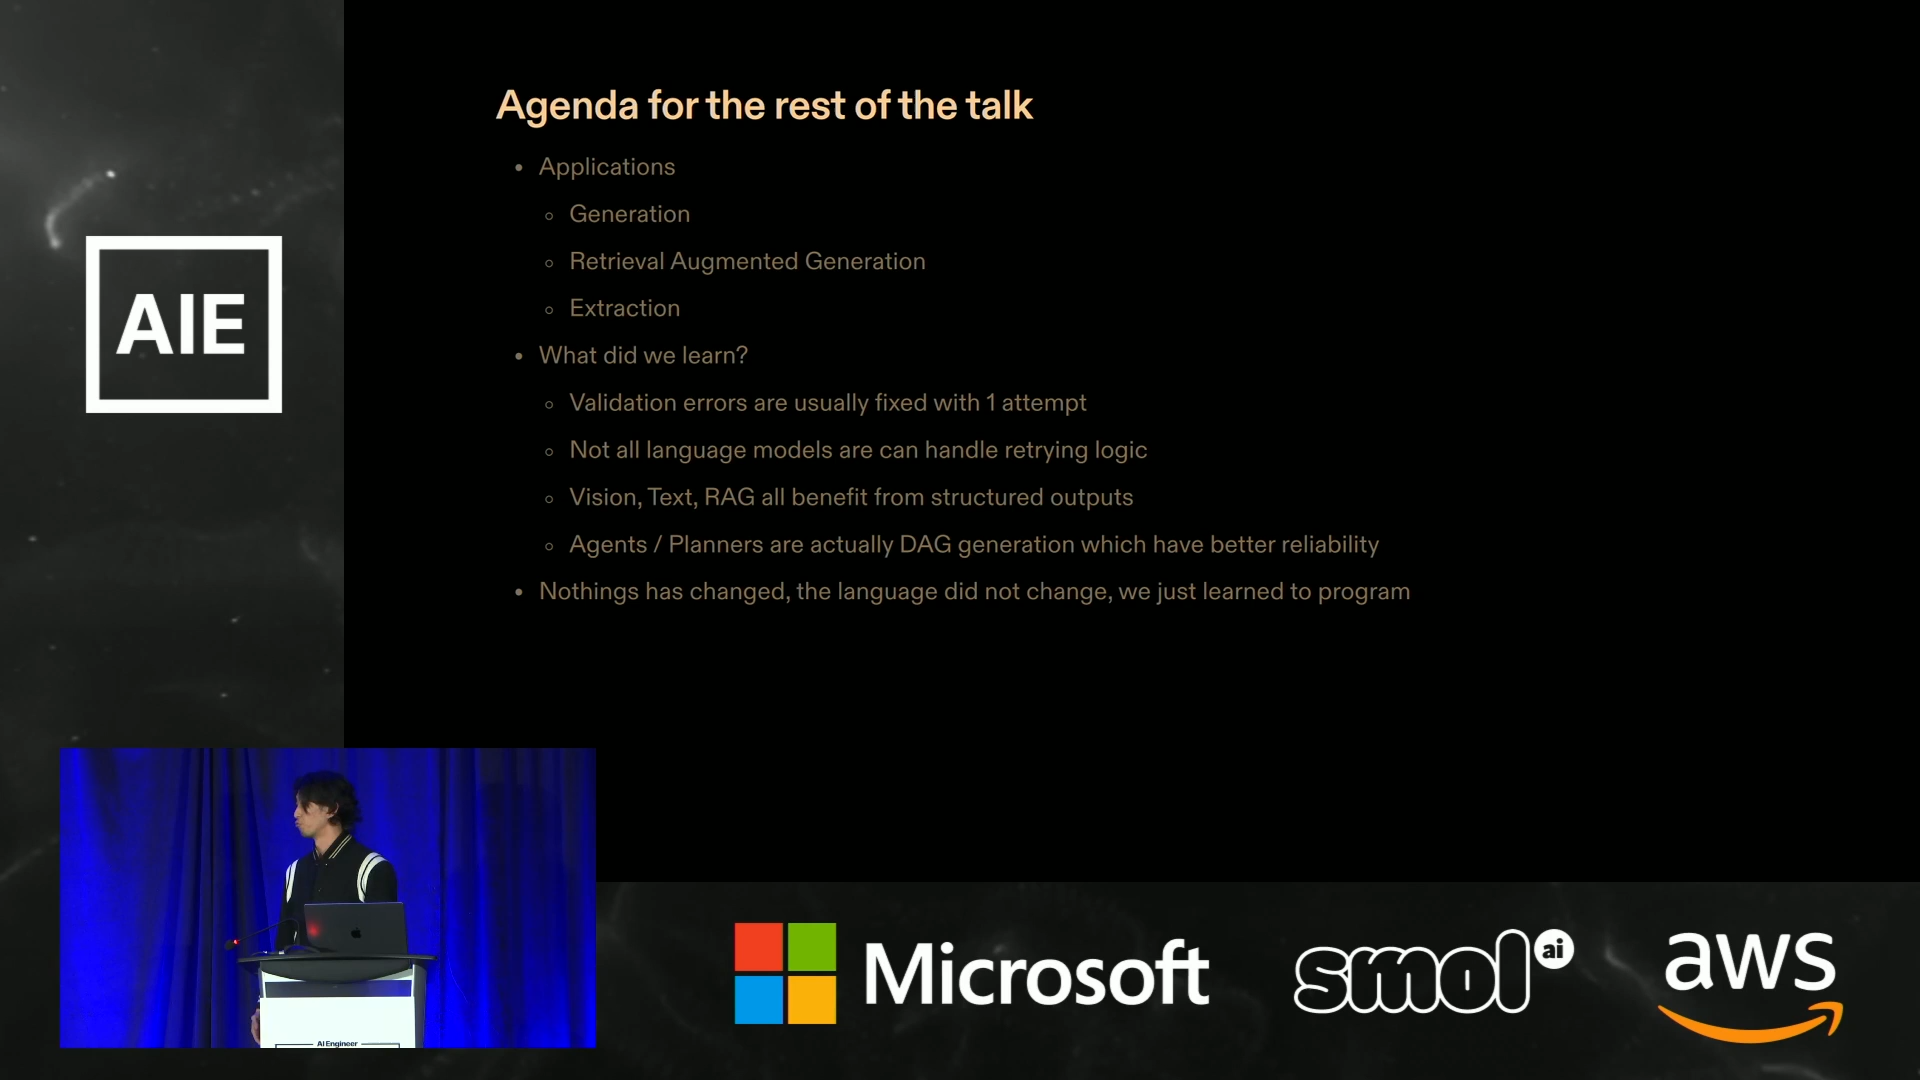 Agenda for the rest of the talk
Applications
Generation
Retrieval Augmented Generation
Extraction
What did we learn?
Validation errors are usually fixed with 1 attempt
Not all language models are can handle retrying logic
Vision, Text, RAG all benefit from structured outputs
Agents / Planners are actually DAG generation which have better reliability
Nothings has changed, the language did not change, we just learned to program
AIE
AI Engineer
Microsoft
smol ai
aws